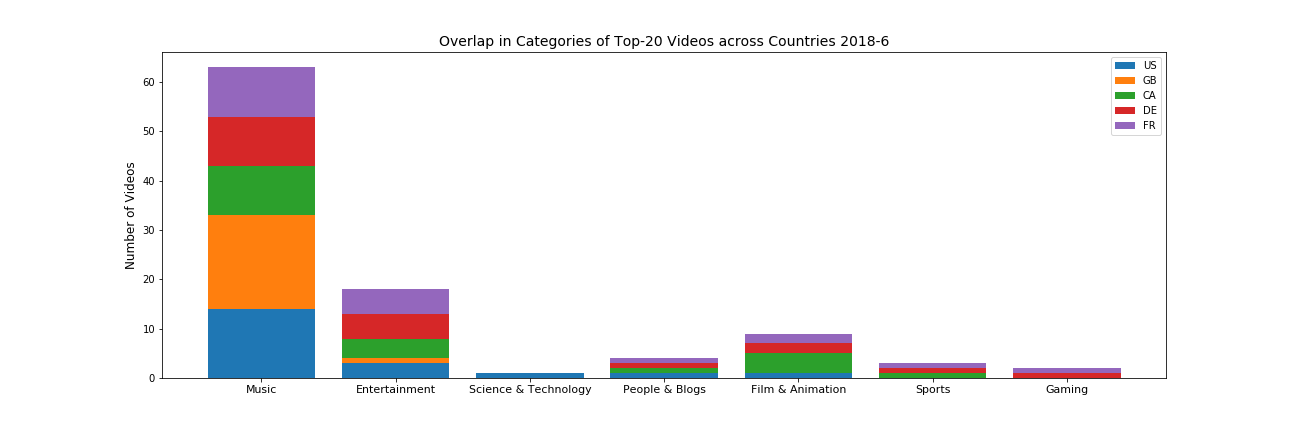 Overlap in Categories of Top-20 Videos across Countries 2018-6
US
GB
CA
DE
FR
Number of Videos
60
50
40
30
20
10
0
Music
Entertainment
Science & Technology
People & Blogs
Film & Animation
Sports
Gaming